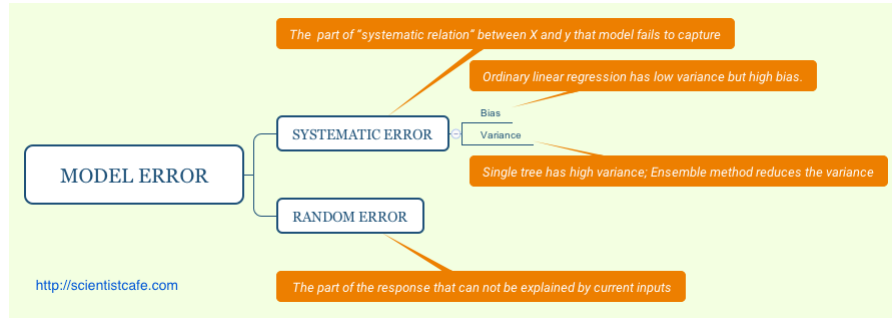 The part of “systematic relation” between X and y that model fails to capture
Ordinary linear regression has low variance but high bias.
Bias
SYSTEMATIC ERROR
Variance
MODEL ERROR
Single tree has high variance; Ensemble method reduces the variance
RANDOM ERROR
http://scientistcafe.com
The part of the response that can not be explained by current inputs